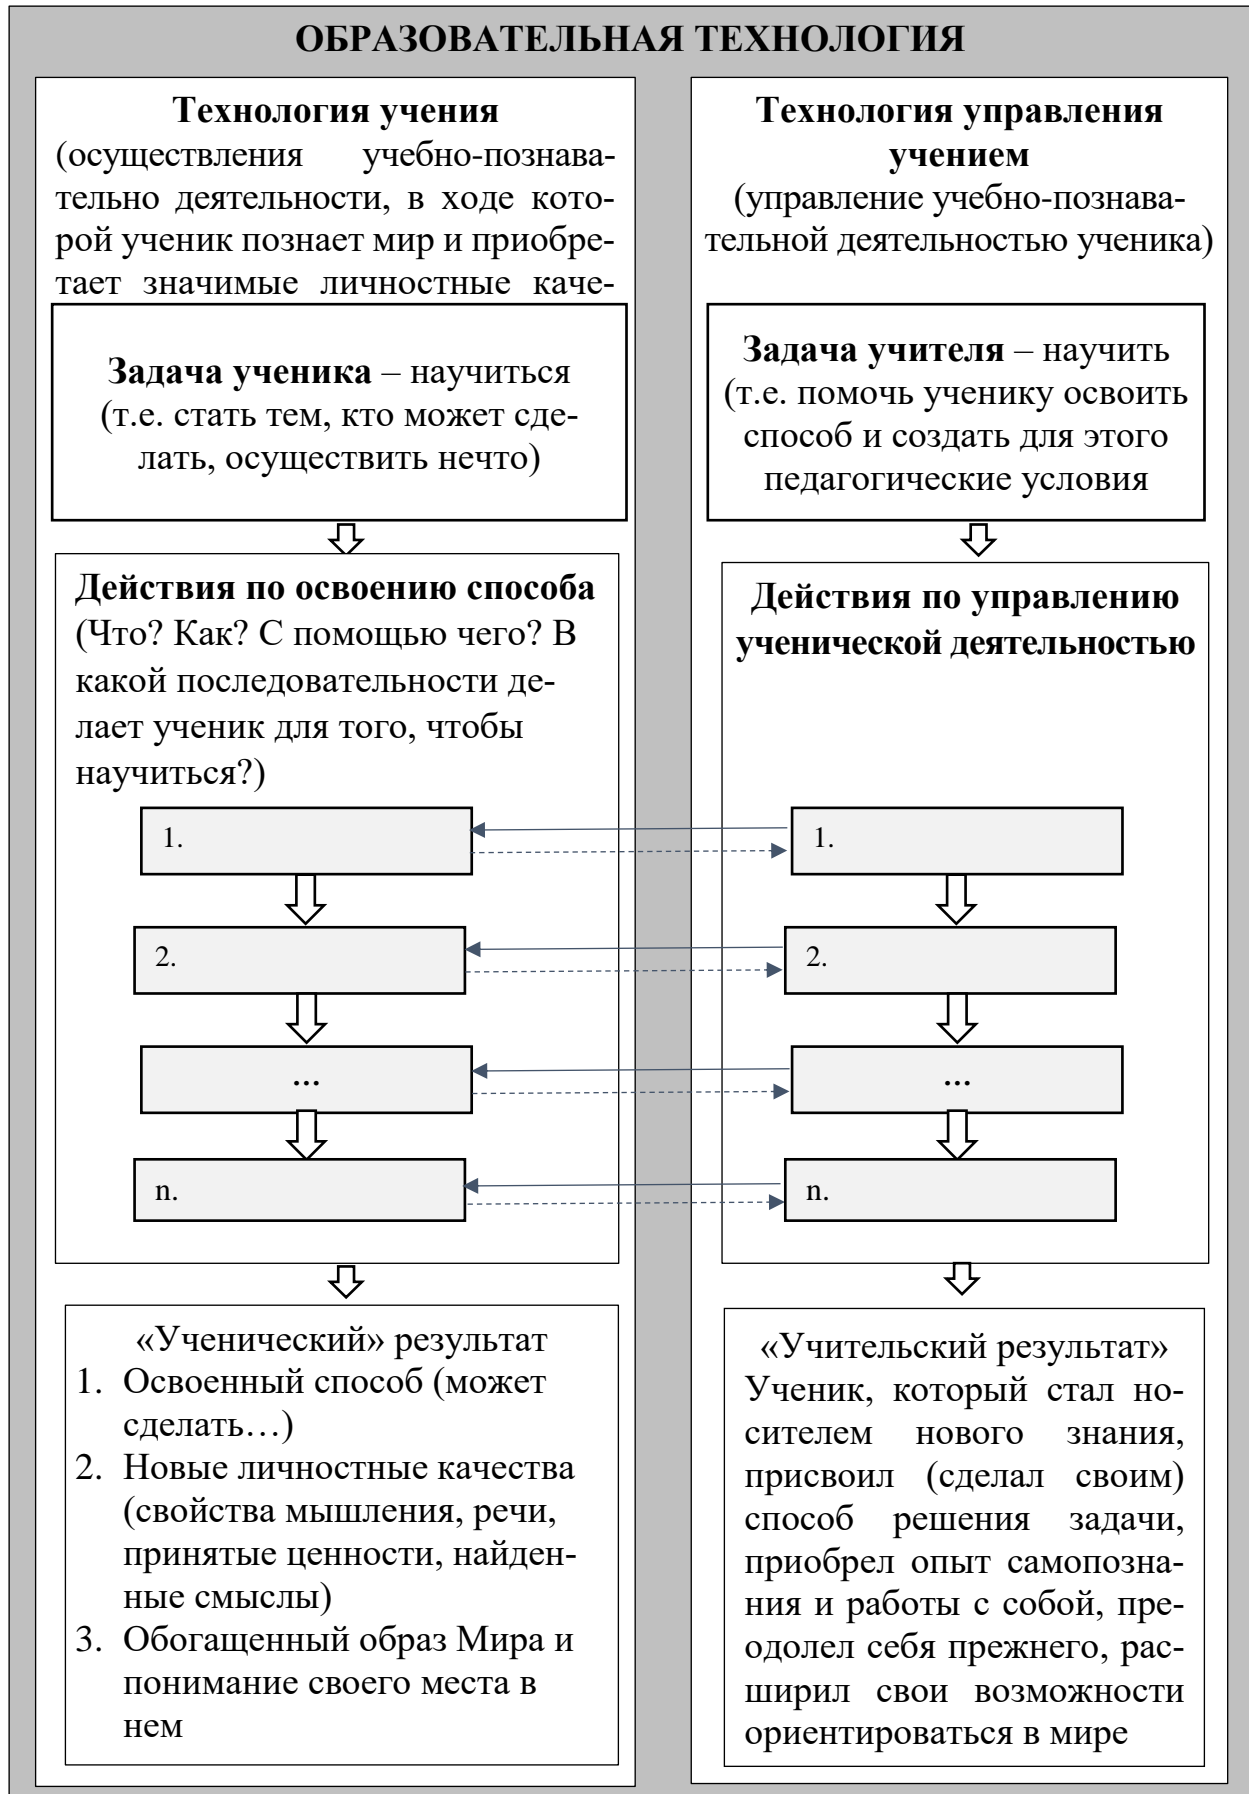 ОБРАЗОВАТЕЛЬНАЯ ТЕХНОЛОГИЯ
Технология учения
(осуществления учебно-познава-
тельно деятельности, в ходе кото-
рой ученик познает мир и приобре-
тает значимые личностные каче-
Задача ученика – научиться
(т.е. стать тем, кто может сде-
лать, осуществить нечто)
Действия по освоению способа
(Что? Как? С помощью чего? В
какой последовательности де-
лает ученик для того, чтобы
научиться?)
1.
2.
...
n.
«Ученический» результат
1. Освоенный способ (может
сделать…)
2. Новые личностные качества
(свойства мышления, речи,
принятые ценности, найден-
ные смыслы)
3. Обогащенный образ Мира и
понимание своего места в
нем
Технология управления
учением
(управление учебно-познава-
тельной деятельностью ученика)
Задача учителя – научить
(т.е. помочь ученику освоить
способ и создать для этого
педагогические условия
Действия по управлению
ученической деятельностью
1.
2.
...
n.
«Учительский результат»
Ученик, который стал но-
сителем нового знания,
присвоил (сделал своим)
способ решения задачи,
приобрел опыт самопозна-
ния и работы с собой, пре-
одолел себя прежнего, рас-
ширил свои возможности
ориентироваться в мире